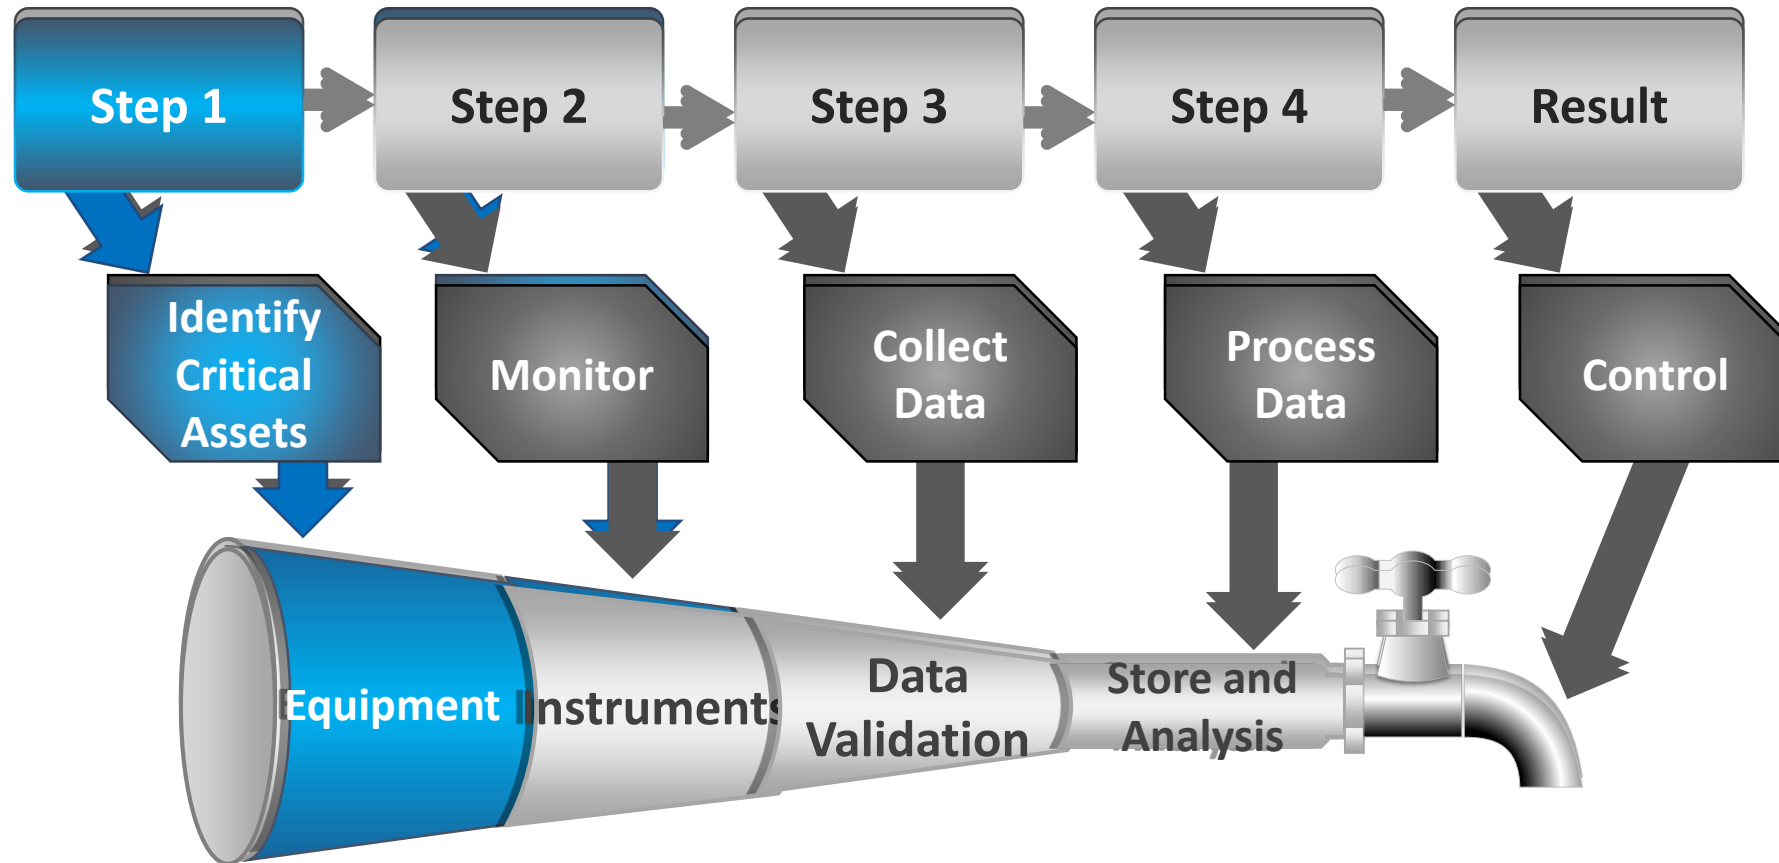 Step 1
Step 2
Step 3
Step 4
Result
Identify
Critical
Assets
Monitor
Collect
Data
Process
Data
Control
Equipment
Instruments
Data
Validation
Store and
Analysis